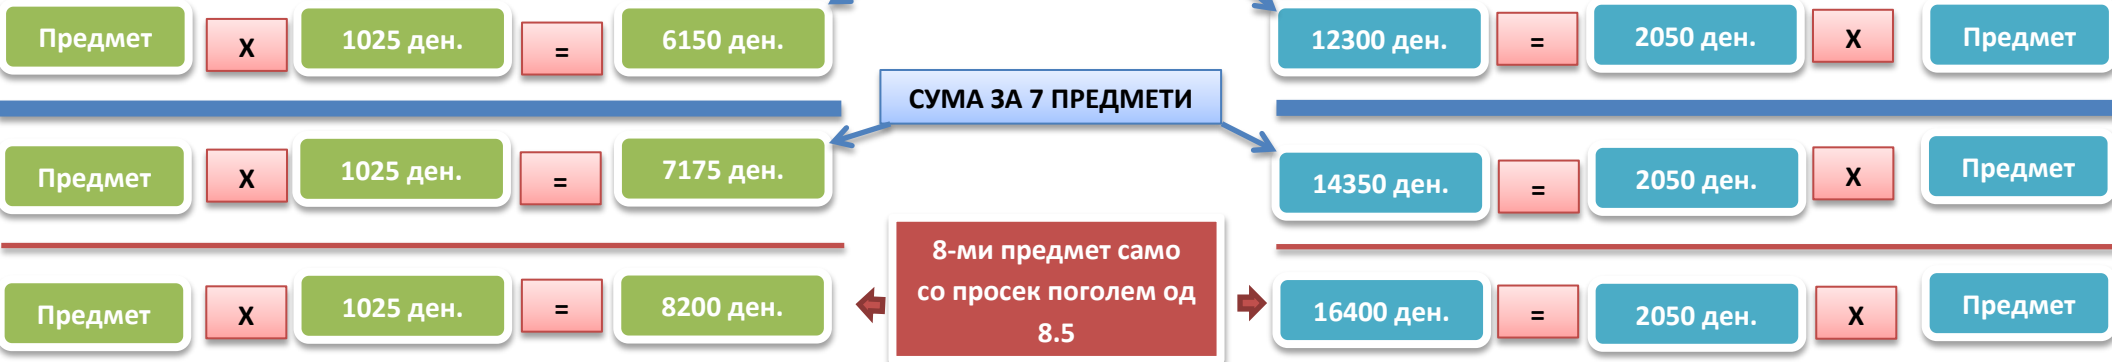 Предмет X 1025 ден. = 6150 ден.
12300 ден. = 2050 ден. X Предмет
СУМА ЗА 7 ПРЕДМЕТИ
Предмет X 1025 ден. = 7175 ден.
14350 ден. = 2050 ден. X Предмет
8-ми предмет само
со просек поголем од
8.5
Предмет X 1025 ден. = 8200 ден.
16400 ден. = 2050 ден. X Предмет